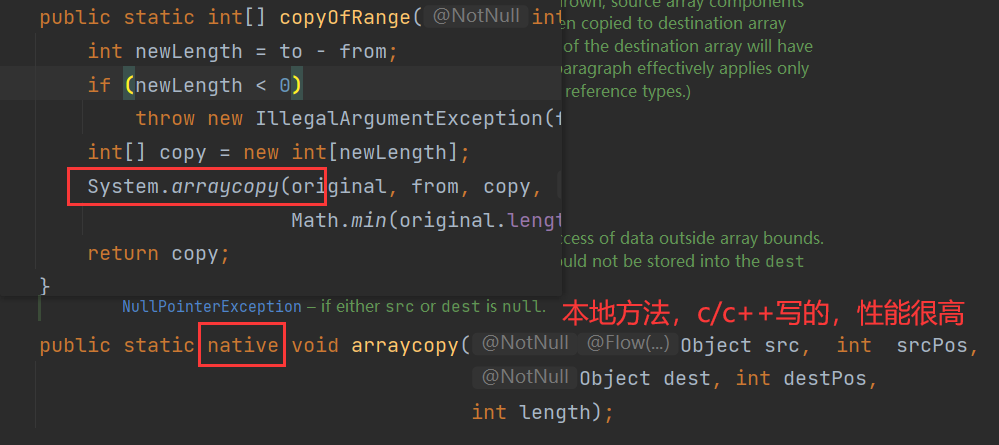 public static int[] copyOfRange( @NotNull int
int newLength = to - from;
if (newLength < 0)
throw new IllegalArgumentException(f
int[] copy = new int[newLength];
System.arraycopy(original, from, copy,
Math.min(original.lengt
return copy;
}
own, source array components
en copied to destination array
of the destination array will have
paragraph effectively applies only
reference types.)
cess of data outside array bounds.
ould not be stored into the dest
NullPointerException – if either src or dest is null.
本地方法，c/c++写的，性能很高
public static native void arraycopy( @NotNull @Flow(...) Object src, int srcPos,
@NotNull Object dest, int destPos,
int length);